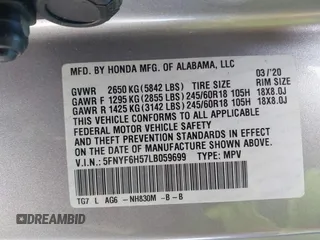 MFD. BY HONDA MFG. OF ALABAMA, LLC
03/'20
GVWR 2650 KG (5842 LBS) TIRE SIZE RIM SIZE
GAWR F 1295 KG (2855 LBS) 245/60R18 105H 18X8.0J
GAWR R 1425 KG (3142 LBS) 245/60R18 105H 18X8.0J
THIS VEHICLE CONFORMS TO ALL APPLICABLE
FEDERAL MOTOR VEHICLE SAFETY STANDARDS IN
EFFECT ON THE DATE OF MANUFACTURE SHOWN ABOVE.
V.I.N.: 5FNYF6H57LB059699 TYPE: MPV
TG7 L AG6 -NH830M -B -B
DREAMBID